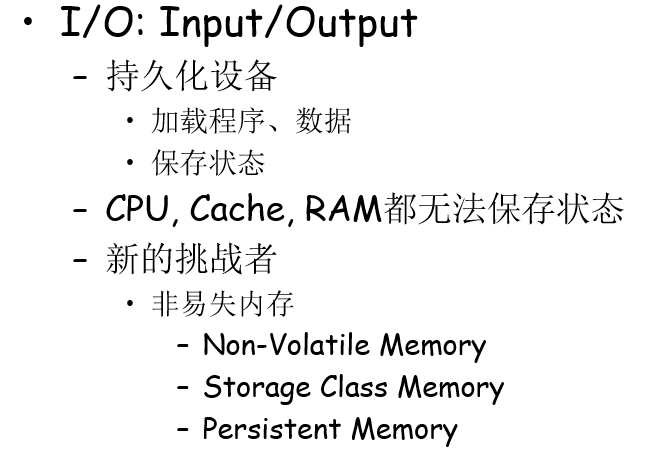 • I/O: Input/Output
– 持久化设备
• 加载程序、数据
• 保存状态
– CPU, Cache, RAM都无法保存状态
– 新的挑战者
• 非易失内存
– Non-Volatile Memory
– Storage Class Memory
– Persistent Memory